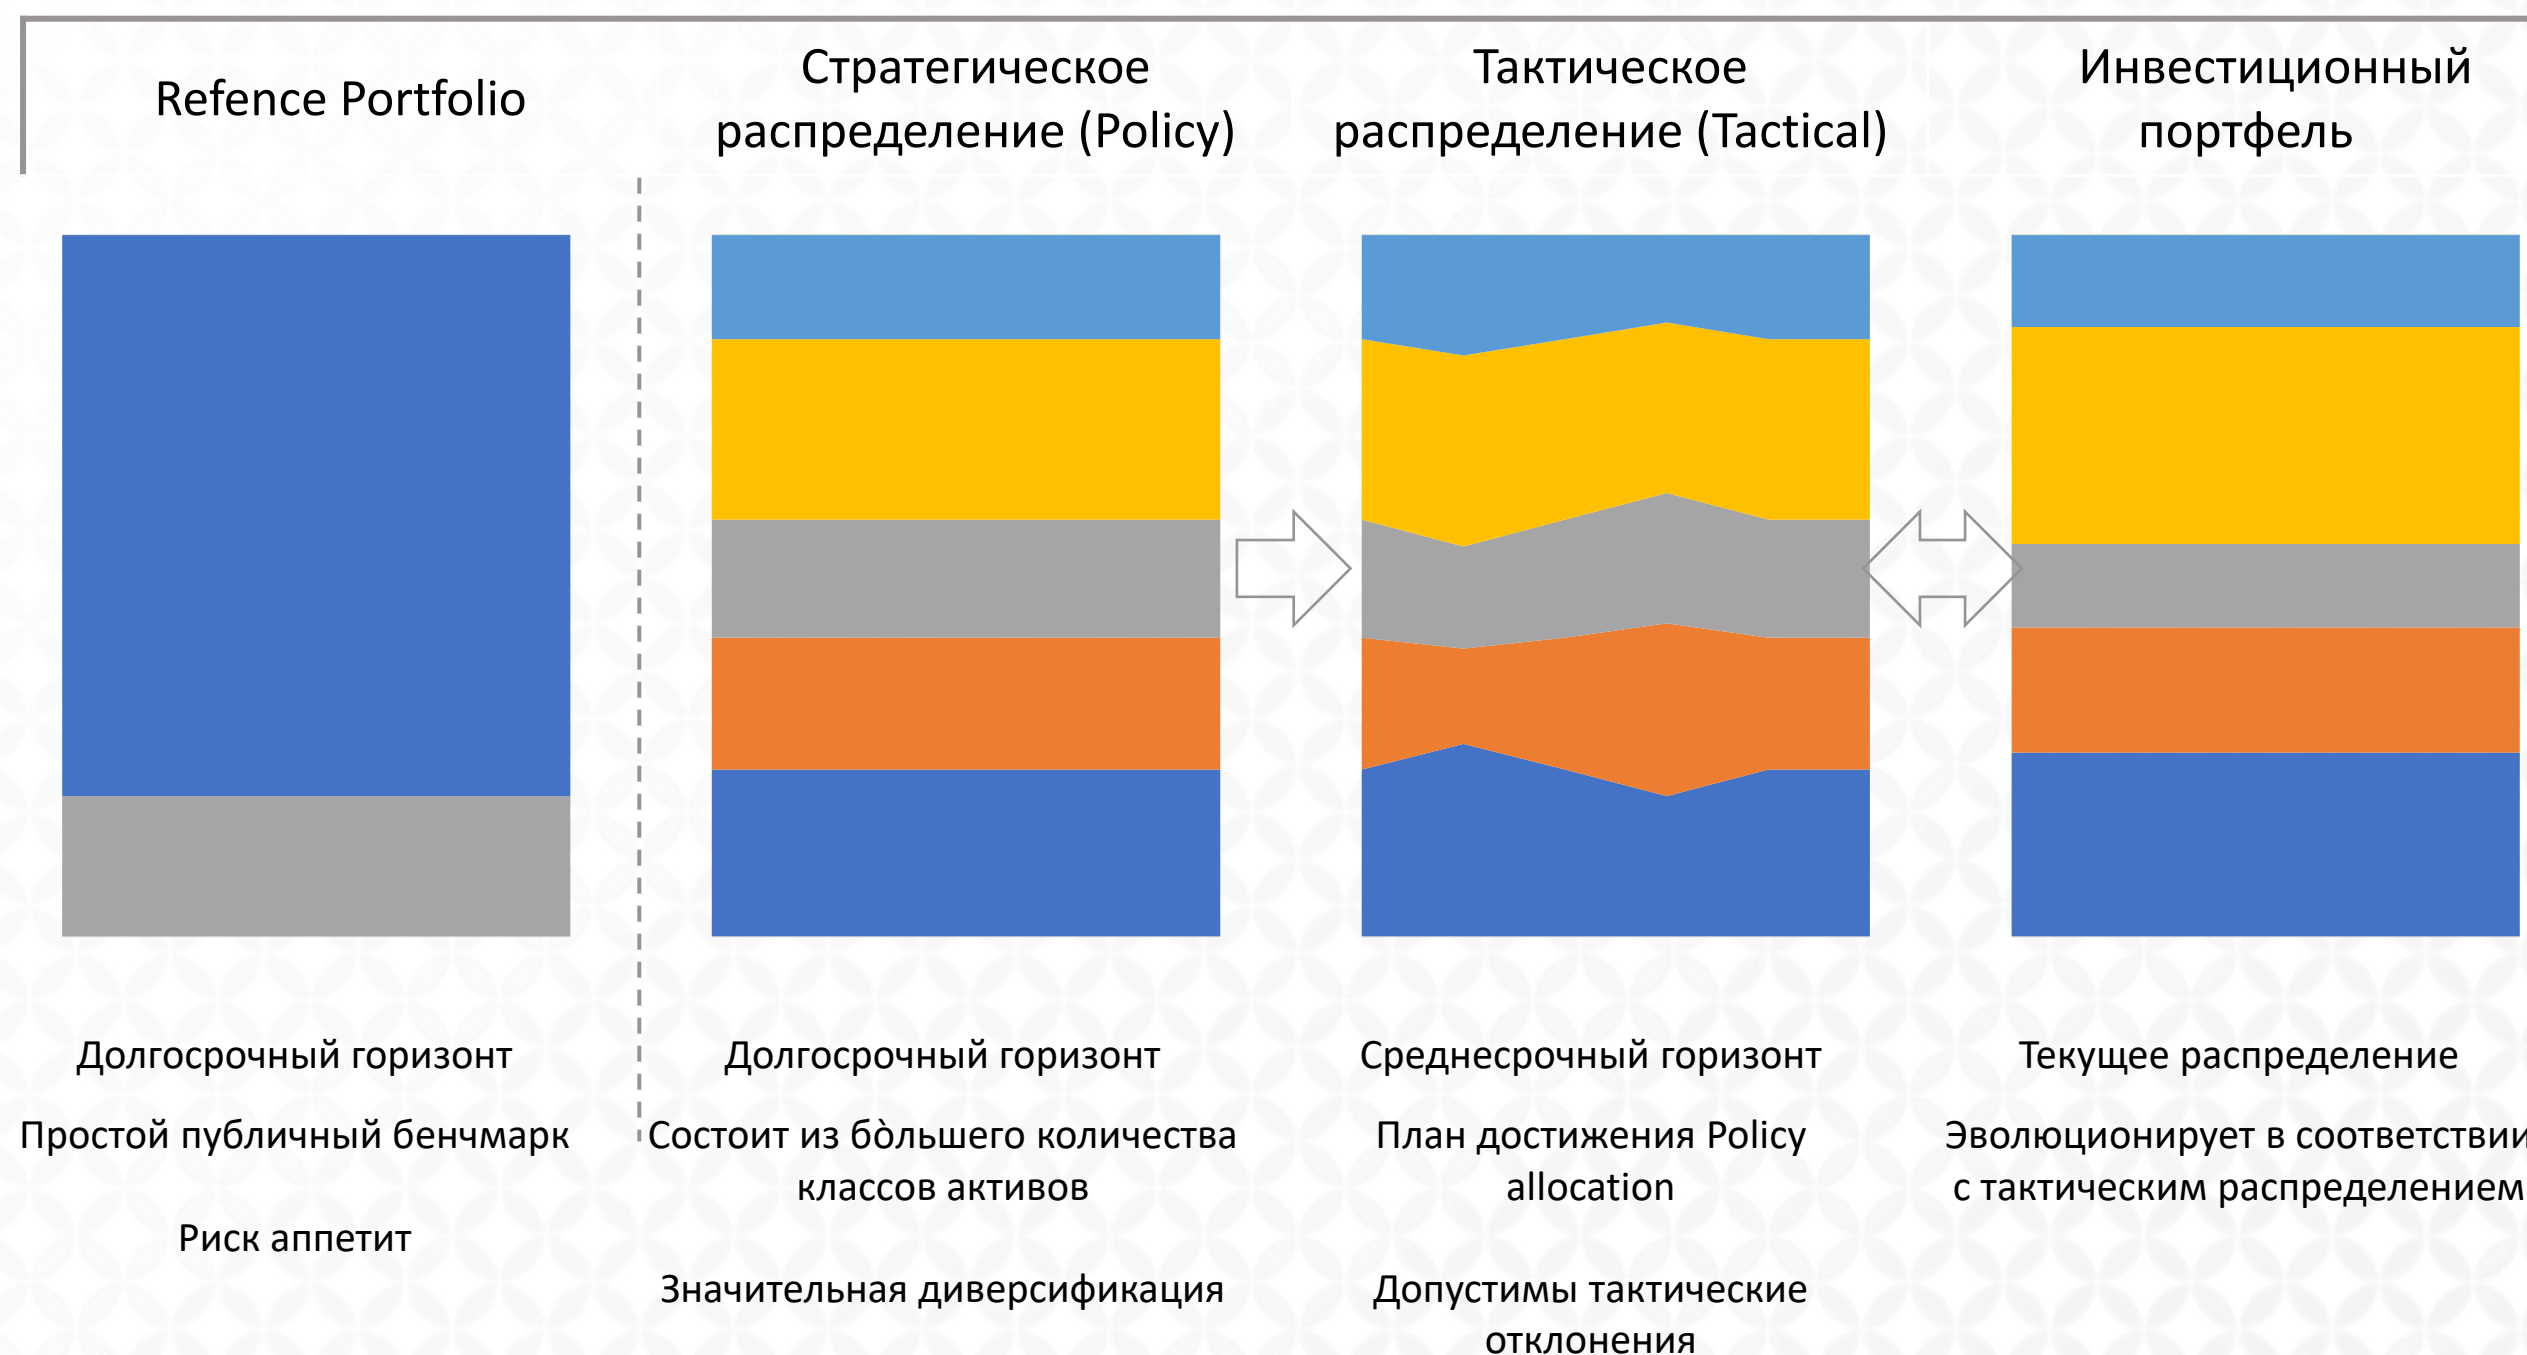 Refence Portfolio
Стратегическое
распределение (Policy)
Тактическое
распределение (Tactical)
Инвестиционный
портфель
Долгосрочный горизонт
Простой публичный бенчмарк
Риск аппетит
Долгосрочный горизонт
Состоит из бо̀льшего количества
классов активов
Значительная диверсификация
Среднесрочный горизонт
План достижения Policy
allocation
Допустимы тактические
отклонения
Текущее распределение
Эволюционирует в соответствии
с тактическим распределением